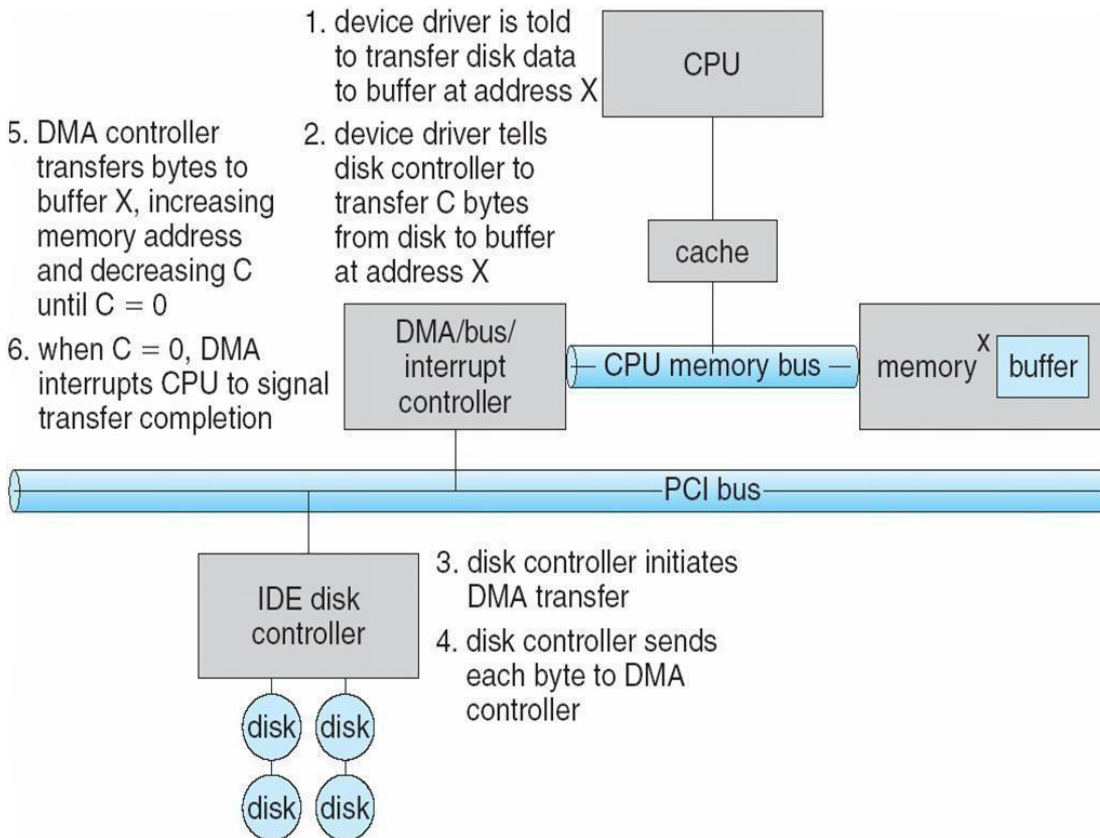 1. device driver is told
to transfer disk data
to buffer at address X
CPU
5. DMA controller
transfers bytes to
buffer X, increasing
memory address
and decreasing C
until C = 0
2. device driver tells
disk controller to
transfer C bytes
from disk to buffer
at address X
cache
6. when C = 0, DMA
interrupts CPU to signal
transfer completion
DMA/bus/
interrupt
controller
CPU memory bus
memory
X
buffer
PCI bus
IDE disk
controller
3. disk controller initiates
DMA transfer
4. disk controller sends
each byte to DMA
controller
disk
disk
disk
disk